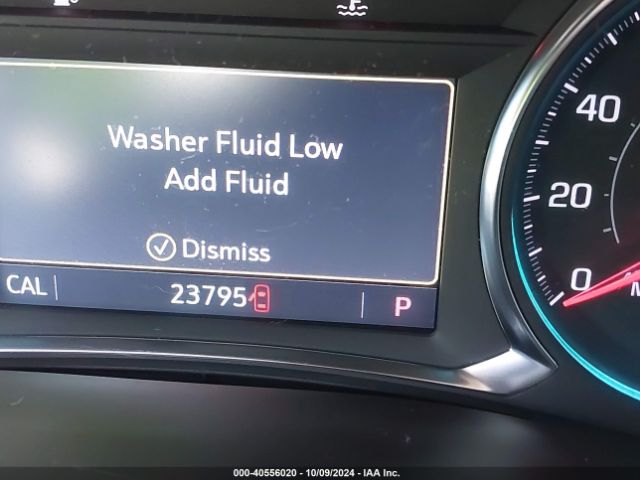 Washer Fluid Low
Add Fluid
Dismiss
CAL 23795 P
40
20
0
000-40556020 - 10/09/2024 - IAA Inc.